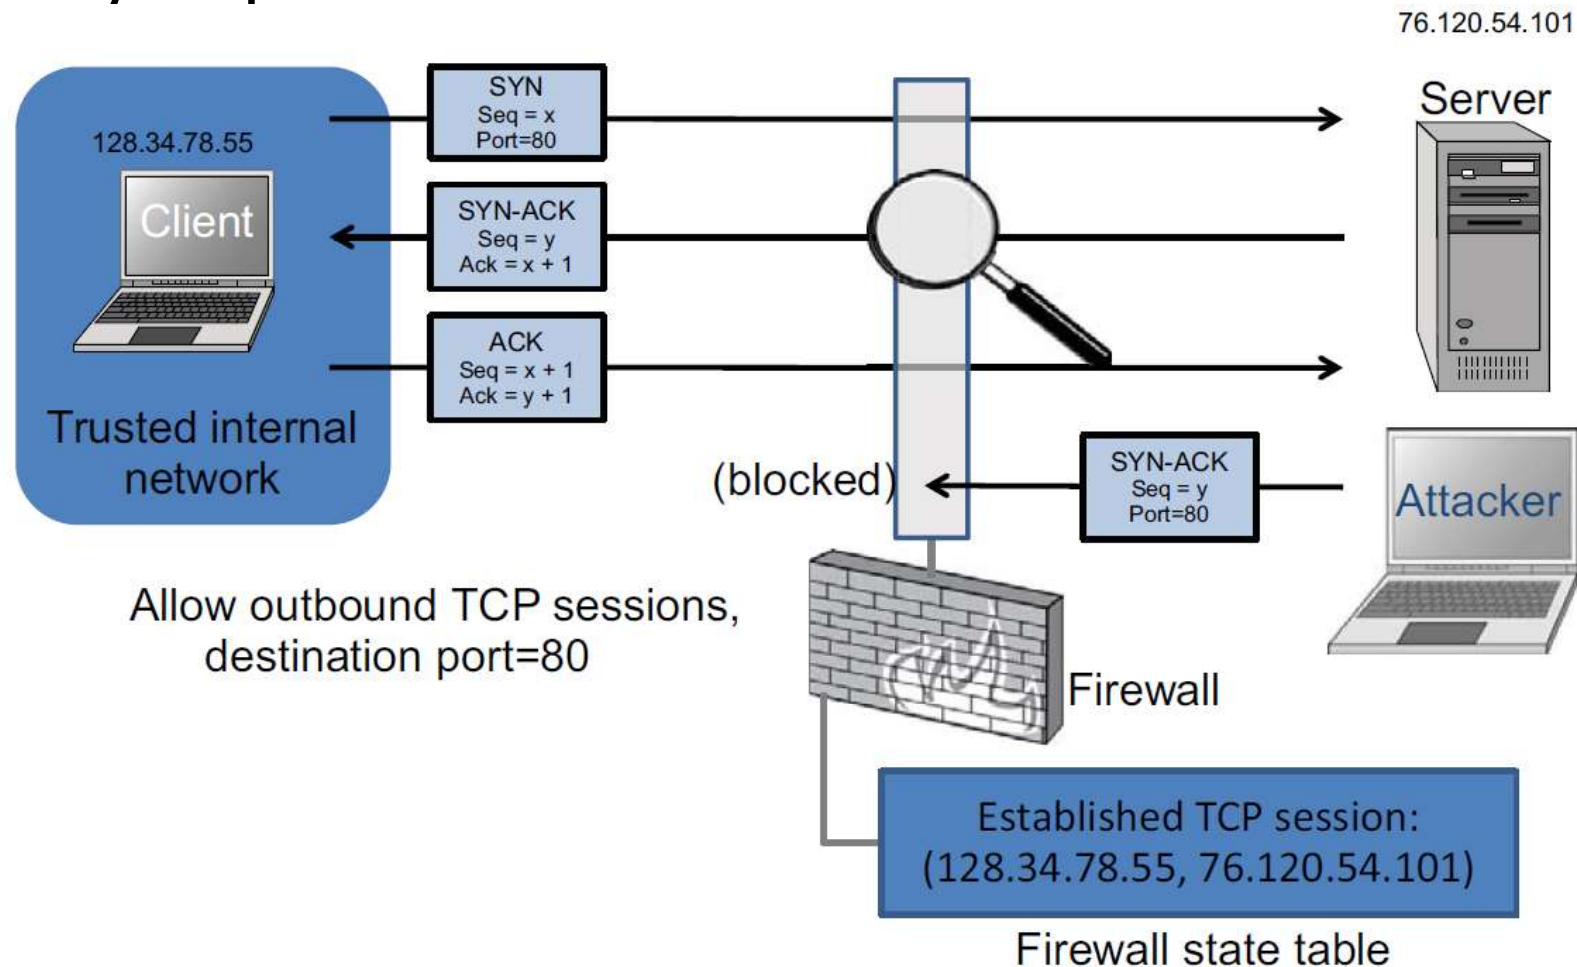 76.120.54.101
Server
128.34.78.55
Client
SYN
Seq = x
Port=80
SYN-ACK
Seq = y
Ack = x + 1
ACK
Seq = x + 1
Ack = y + 1
Trusted internal
network
(blocked)
SYN-ACK
Seq = y
Port=80
Attacker
Allow outbound TCP sessions,
destination port=80
Firewall
Established TCP session:
(128.34.78.55, 76.120.54.101)
Firewall state table